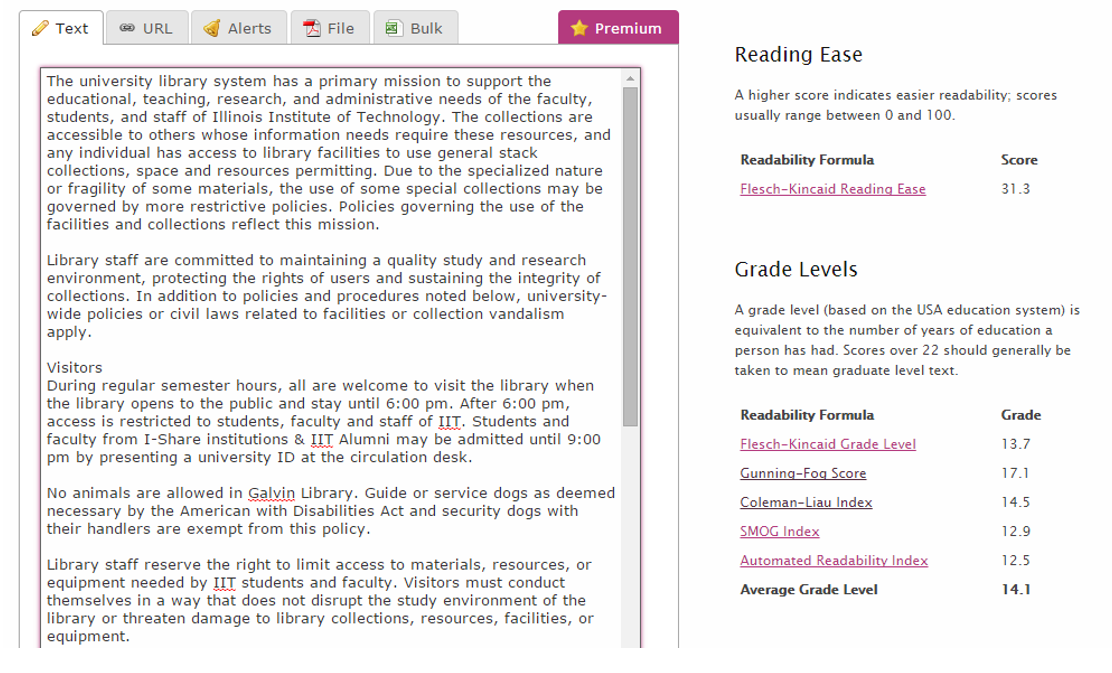 Text URL Alerts File Bulk Premium
The university library system has a primary mission to support the
educational, teaching, research, and administrative needs of the faculty,
students, and staff of Illinois Institute of Technology. The collections are
accessible to others whose information needs require these resources, and
any individual has access to library facilities to use general stack
collections, space and resources permitting. Due to the specialized nature
or fragility of some materials, the use of some special collections may be
governed by more restrictive policies. Policies governing the use of the
facilities and collections reflect this mission.
Library staff are committed to maintaining a quality study and research
environment, protecting the rights of users and sustaining the integrity of
collections. In addition to policies and procedures noted below, university-
wide policies or civil laws related to facilities or collection vandalism
apply.
Visitors
During regular semester hours, all are welcome to visit the library when
the library opens to the public and stay until 6:00 pm. After 6:00 pm,
access is restricted to students, faculty and staff of IIT. Students and
faculty from I-Share institutions & IIT Alumni may be admitted until 9:00
pm by presenting a university ID at the circulation desk.
No animals are allowed in Galvin Library. Guide or service dogs as deemed
necessary by the American with Disabilities Act and security dogs with
their handlers are exempt from this policy.
Library staff reserve the right to limit access to materials, resources, or
equipment needed by IIT students and faculty. Visitors must conduct
themselves in a way that does not disrupt the study environment of the
library or threaten damage to library collections, resources, facilities, or
equipment.
Reading Ease
A higher score indicates easier readability; scores
usually range between 0 and 100.
Readability Formula Score
Flesch-Kincaid Reading Ease 31.3
Grade Levels
A grade level (based on the USA education system) is
equivalent to the number of years of education a
person has had. Scores over 22 should generally be
taken to mean graduate level text.
Readability Formula Grade
Flesch-Kincaid Grade Level 13.7
Gunning-Fog Score 17.1
Coleman-Liau Index 14.5
SMOG Index 12.9
Automated Readability Index 12.5
Average Grade Level 14.1